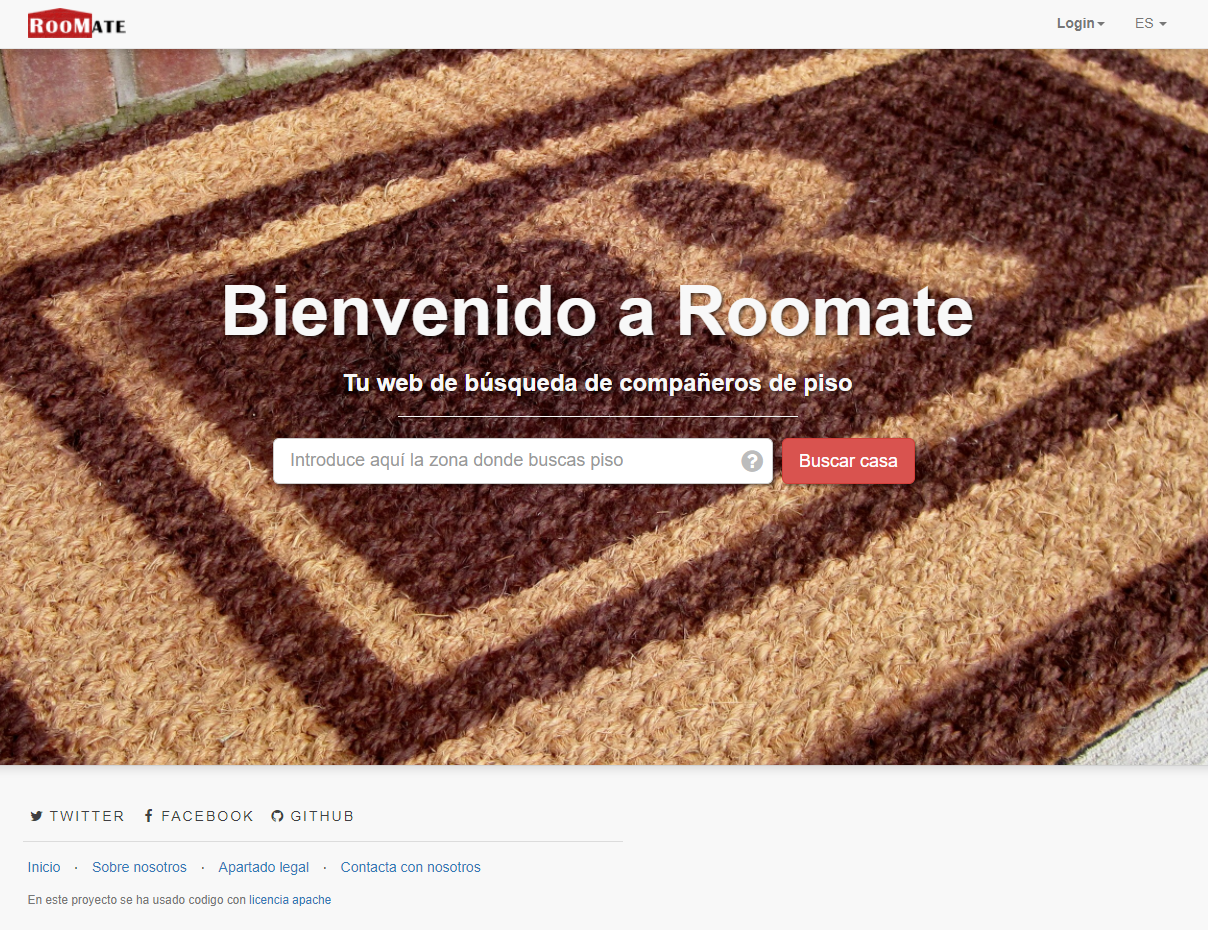 ROOMATE
Login
ES
Bienvenido a Roomate
Tu web de búsqueda de compañeros de piso
Introduce aquí la zona donde buscas piso
?
Buscar casa
TWITTER FACEBOOK GITHUB
Inicio · Sobre nosotros · Apartado legal · Contacta con nosotros
En este proyecto se ha usado codigo con licencia apache